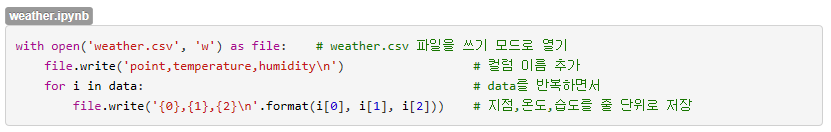 weather.ipynb
with open('weather.csv', 'w') as file:    # weather.csv 파일을 쓰기 모드로 열기
    file.write('point,temperature,humidity\n')                  # 컬럼 이름 추가
    for i in data:                                              # data를 반복하면서
        file.write('{0},{1},{2}\n'.format(i[0], i[1], i[2]))    # 지점,온도,습도를 줄 단위로 저장